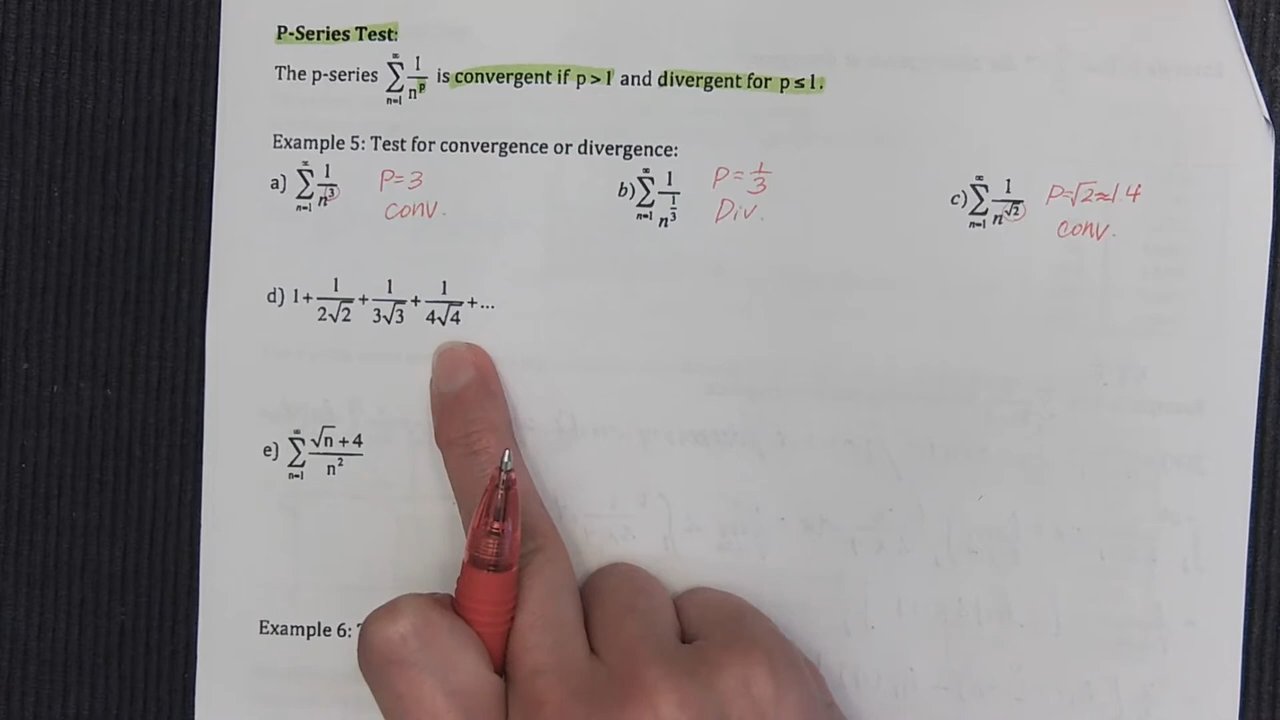 P-Series Test:
The p-series ∑_{n=1}^{∞} 1/n^p is convergent if p > 1 and divergent for p ≤ 1.
Example 5: Test for convergence or divergence:
a) ∑_{n=1}^{∞} 1/n^3 P=3 conv.
b) ∑_{n=1}^{∞} 1/n^{1/3} P=1/3 Div.
c) ∑_{n=1}^{∞} 1/n^{√2} P=√2≈1.4 conv.
d) 1+ 1/(2√2) + 1/(3√3) + 1/(4√4) +...
e) ∑_{n=1}^{∞} (√n + 4)/n^2
Example 6: